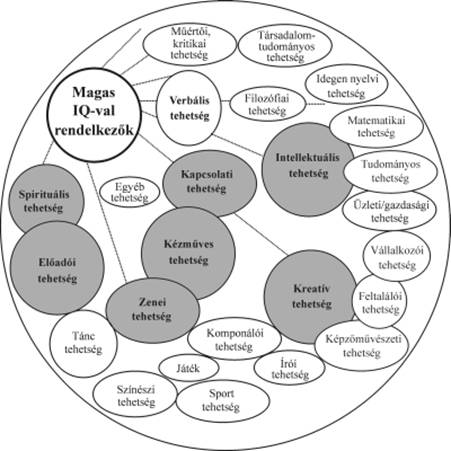 Műértői,
kritikai
tehetség
Társadalom-
tudományos
tehetség
Magas
IQ-val
rendelkezők
Verbális
tehetség
Filozófiai
tehetség
Idegen nyelvi
tehetség
Matematikai
tehetség
Intellektuális
tehetség
Tudományos
tehetség
Kapcsolati
tehetség
Egyéb
tehetség
Spirituális
tehetség
Üzleti/gazdasági
tehetség
Előadói
tehetség
Kézműves
tehetség
Vállalkozói
tehetség
Kreatív
tehetség
Feltalálói
tehetség
Zenei
tehetség
Tánc
tehetség
Komponálói
tehetség
Képzőművészeti
tehetség
Játék
Írói
tehetség
Színészi
tehetség
Sport
tehetség